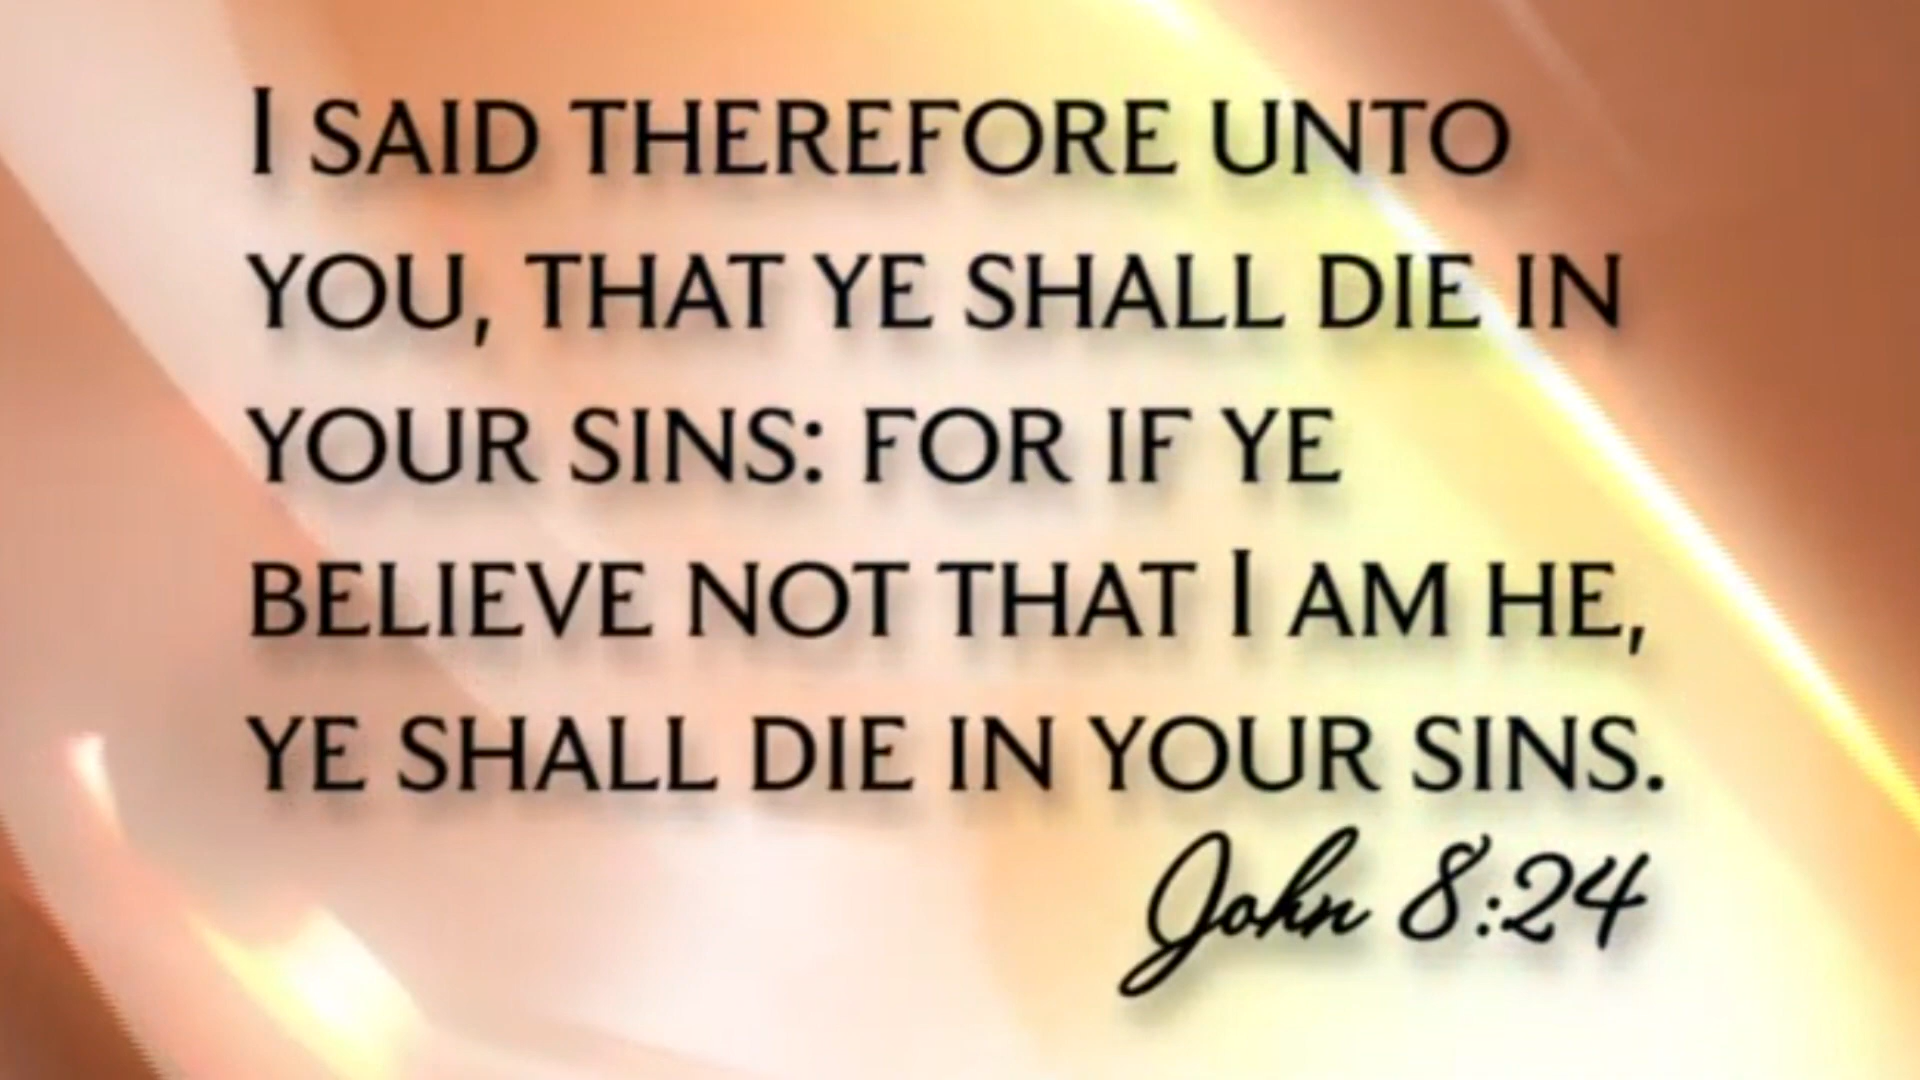 I SAID THEREFORE UNTO
YOU, THAT YE SHALL DIE IN
YOUR SINS: FOR IF YE
BELIEVE NOT THAT I AM HE,
YE SHALL DIE IN YOUR SINS.
John 8:24